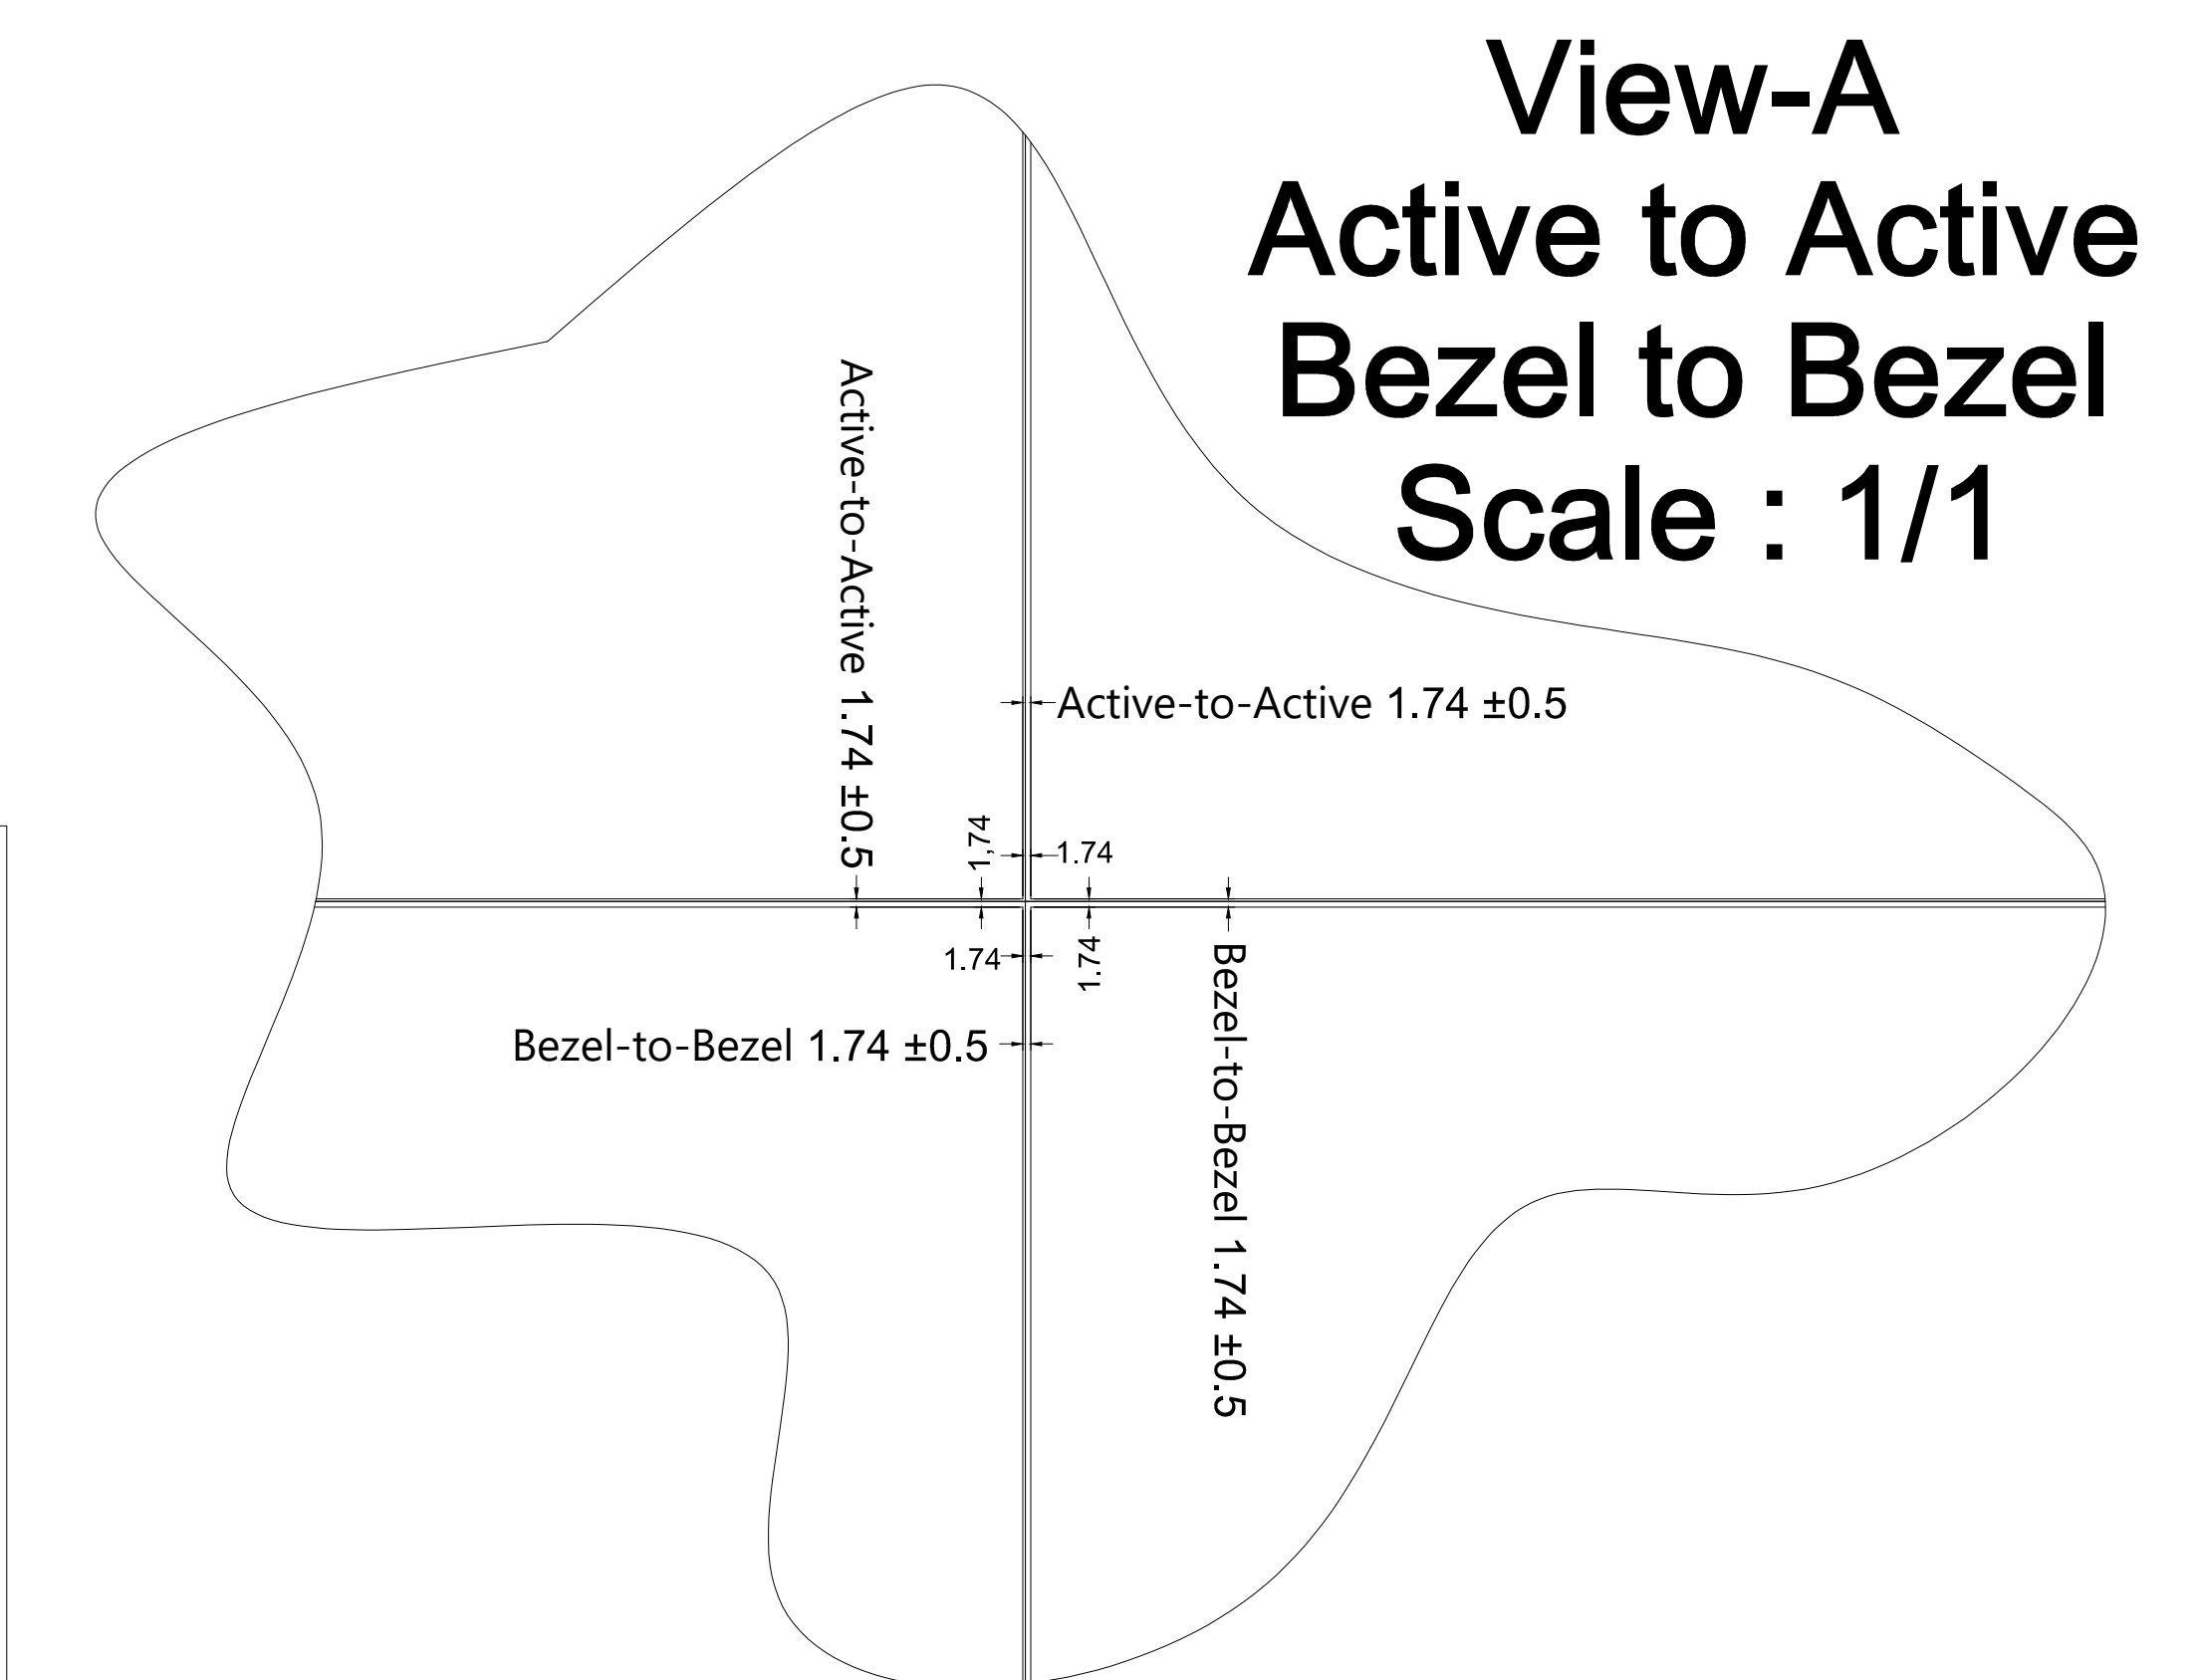 View-A
Active to Active
Bezel to Bezel
Scale : 1/1
Active-to-Active 1.74 ±0.5
Active-to-Active 1.74 ±0.5
1,74
1.74
1.74
1.74
Bezel-to-Bezel 1.74 ±0.5
Bezel-to-Bezel 1.74 ±0.5